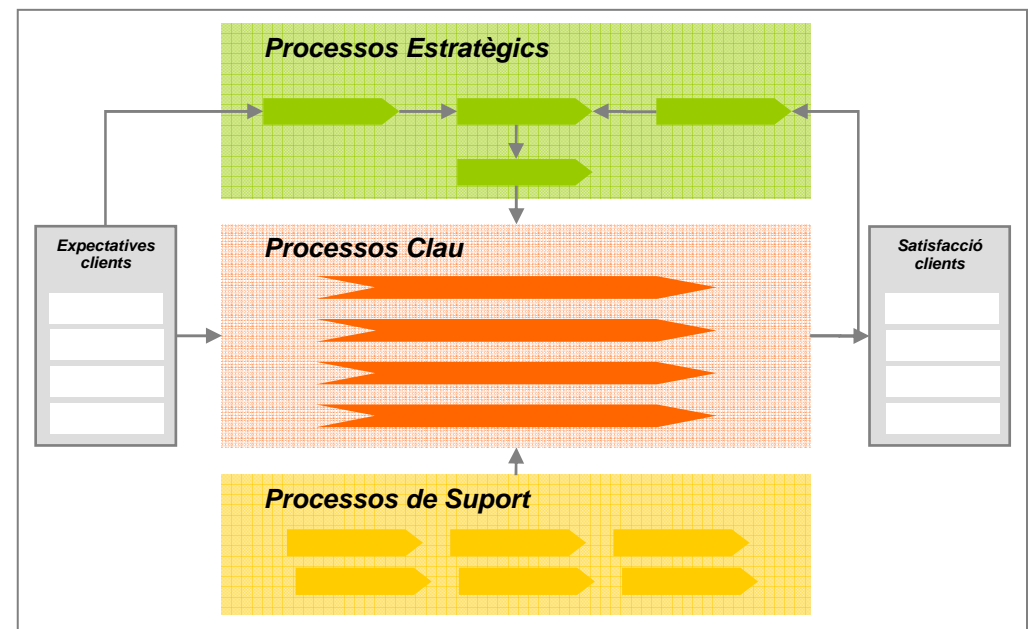 Processos Estratègics
Expectatives
clients
Processos Clau
Satisfacció
clients
Processos de Suport